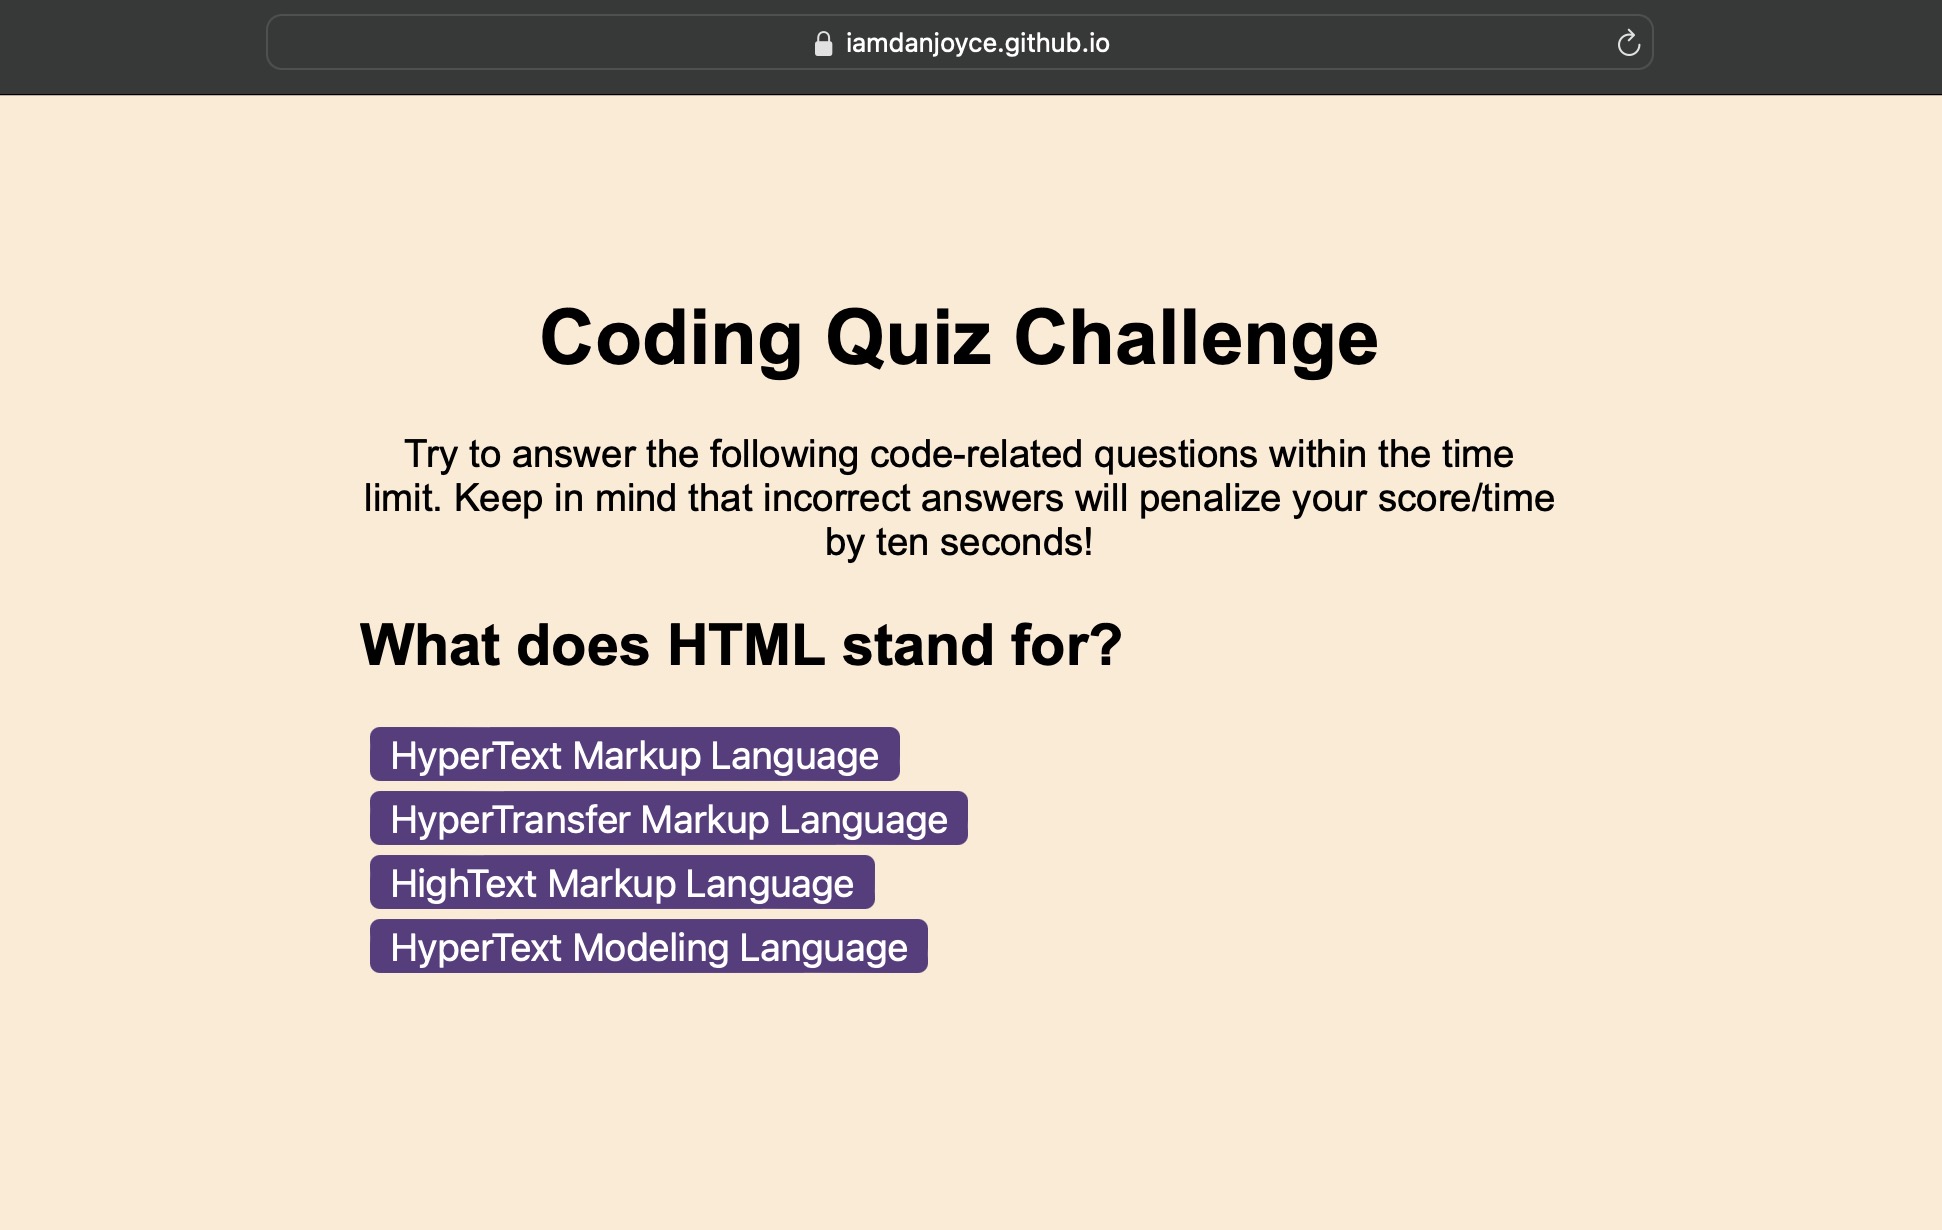 iamdanjoyce.github.io
Coding Quiz Challenge
Try to answer the following code-related questions within the time
limit. Keep in mind that incorrect answers will penalize your score/time
by ten seconds!
What does HTML stand for?
HyperText Markup Language
HyperTransfer Markup Language
HighText Markup Language
HyperText Modeling Language